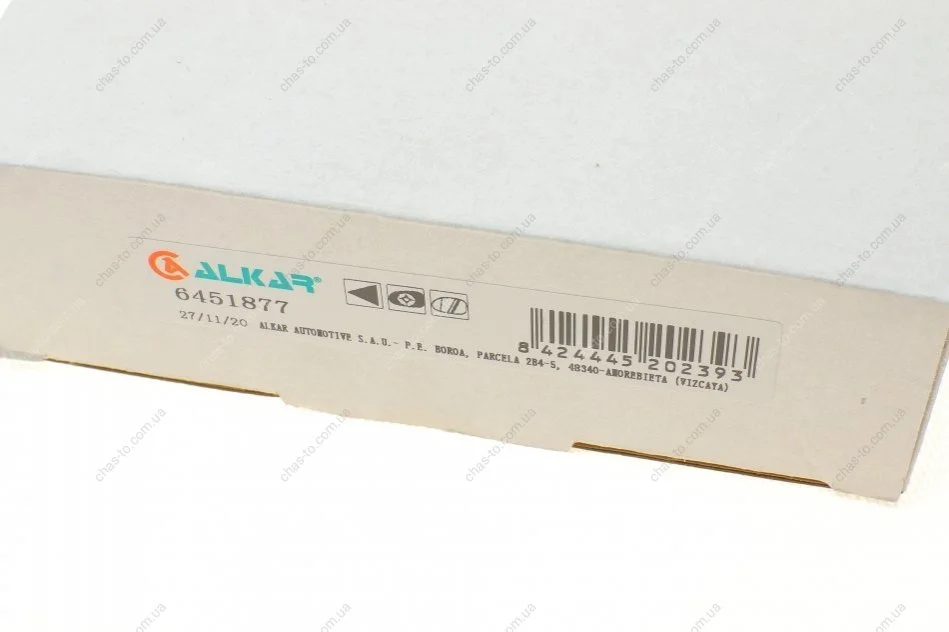 ALKAR®
6451877
27/11/20 ALKAR AUTOMOTIVE S.A.U.- P.E. BOROA, PARCELA 2B4-5, 48340-AMOREBIETA (VIZCAYA)
8 424445 202393
chas-to.com.ua